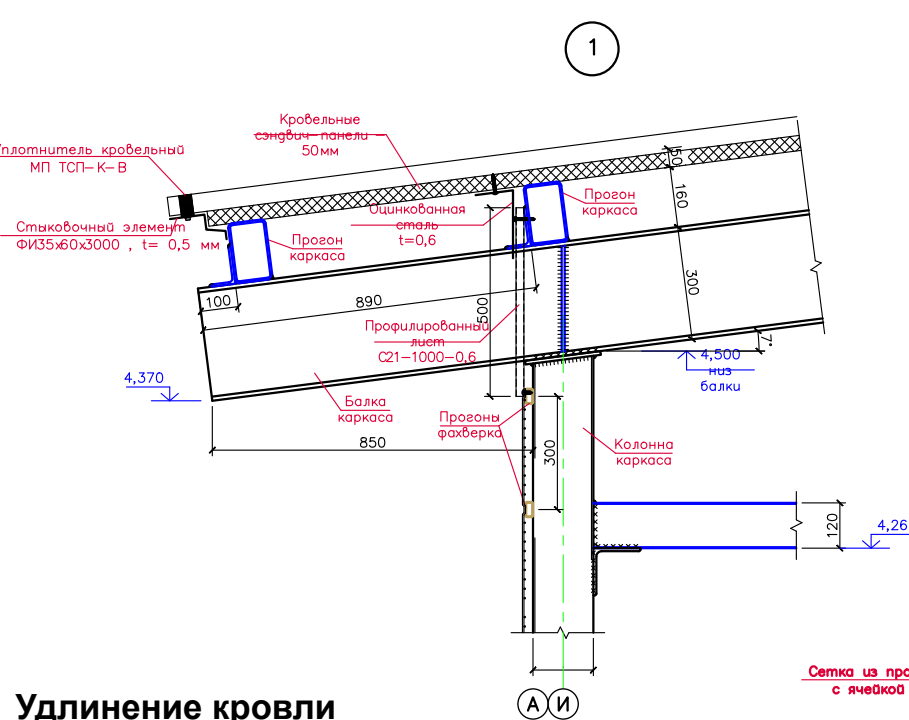 1
Кровельные
сэндвич-панели
50мм
Уплотнитель кровельный
МП ТСП-К-В
Стыковочный элемент
ФИ35х60х3000 , t= 0,5 мм
Оцинкованная
сталь
t=0,6
Прогон
каркаса
Прогон
каркаса
50
160
300
100
890
500
7°
Профилированный
лист
С21-1000-0,6
4,500
низ
балки
4,370
Балка
каркаса
Прогоны
фахверка
850
300
Колонна
каркаса
120
4,26
Сетка из про
с ячейкой
А И
Удлинение кровли